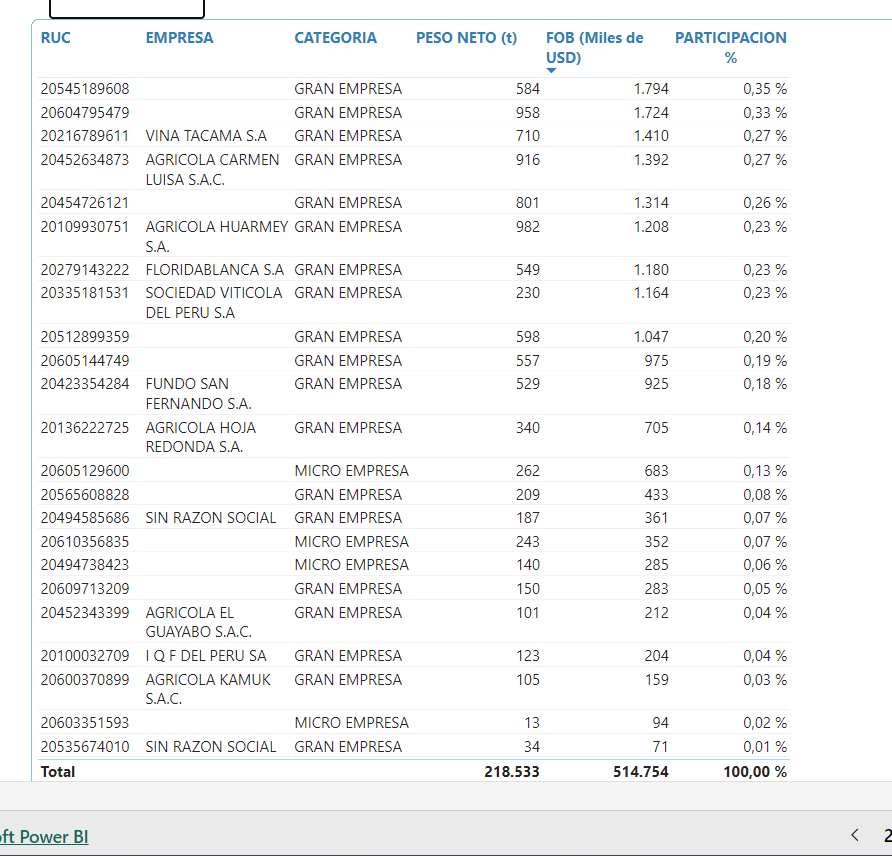 RUC EMPRESA CATEGORIA PESO NETO (t) FOB (Miles de USD) PARTICIPACION %
20545189608 GRAN EMPRESA 584 1.794 0,35 %
20604795479 GRAN EMPRESA 958 1.724 0,33 %
20216789611 VINA TACAMA S.A GRAN EMPRESA 710 1.410 0,27 %
20452634873 AGRICOLA CARMEN LUISA S.A.C. GRAN EMPRESA 916 1.392 0,27 %
20454726121 GRAN EMPRESA 801 1.314 0,26 %
20109930751 AGRICOLA HUARMEY S.A. GRAN EMPRESA 982 1.208 0,23 %
20279143222 FLORIDABLANCA S.A GRAN EMPRESA 549 1.180 0,23 %
20335181531 SOCIEDAD VITICOLA DEL PERU S.A GRAN EMPRESA 230 1.164 0,23 %
20512899359 GRAN EMPRESA 598 1.047 0,20 %
20605144749 GRAN EMPRESA 557 975 0,19 %
20423354284 FUNDO SAN FERNANDO S.A. GRAN EMPRESA 529 925 0,18 %
20136222725 AGRICOLA HOJA REDONDA S.A. GRAN EMPRESA 340 705 0,14 %
20605129600 MICRO EMPRESA 262 683 0,13 %
20565608828 GRAN EMPRESA 209 433 0,08 %
20494585686 SIN RAZON SOCIAL GRAN EMPRESA 187 361 0,07 %
20610356835 MICRO EMPRESA 243 352 0,07 %
20494738423 MICRO EMPRESA 140 285 0,06 %
20609713209 GRAN EMPRESA 150 283 0,05 %
20452343399 AGRICOLA EL GUAYABO S.A.C. GRAN EMPRESA 101 212 0,04 %
20100032709 I Q F DEL PERU SA GRAN EMPRESA 123 204 0,04 %
20600370899 AGRICOLA KAMUK S.A.C. GRAN EMPRESA 105 159 0,03 %
20603351593 MICRO EMPRESA 13 94 0,02 %
20535674010 SIN RAZON SOCIAL GRAN EMPRESA 34 71 0,01 %
Total 218.533 514.754 100,00 %
oft Power BI 2